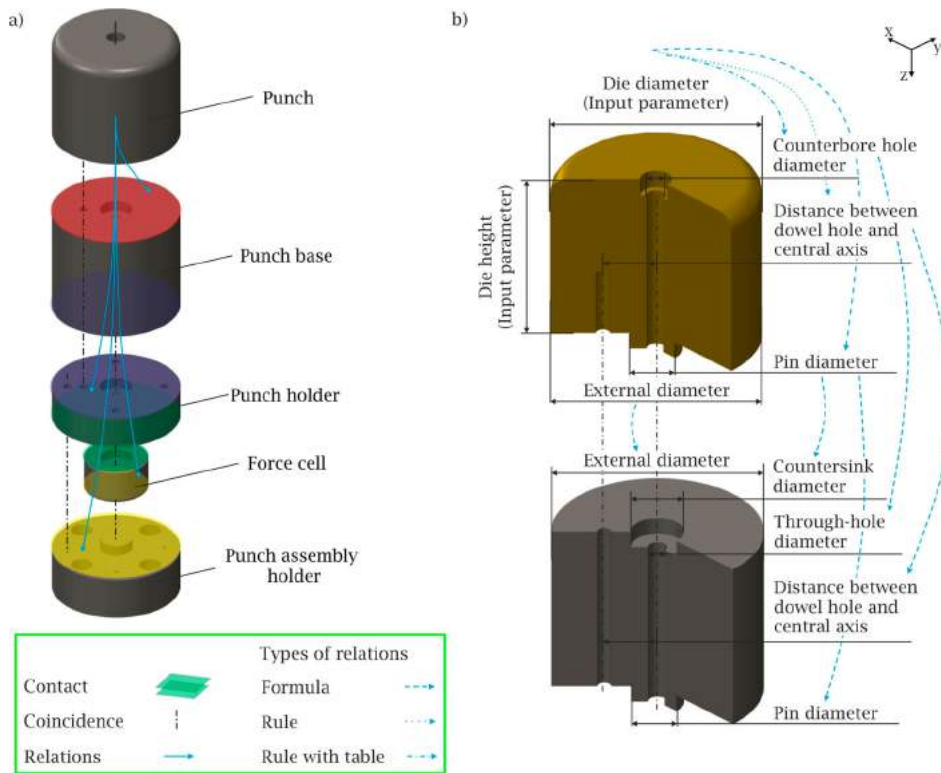 a)
Punch
Punch base
Punch holder
Force cell
Punch assembly
holder
Types of relations
Contact
Formula
Coincidence
Rule
Relations
Rule with table
b)
x
y
z
Die diameter
(Input parameter)
Counterbore hole
diameter
Distance between
dowel hole and
central axis
Die height
(Input parameter)
Pin diameter
External diameter
External diameter
Countersink
diameter
Through-hole
diameter
Distance between
dowel hole and
central axis
Pin diameter